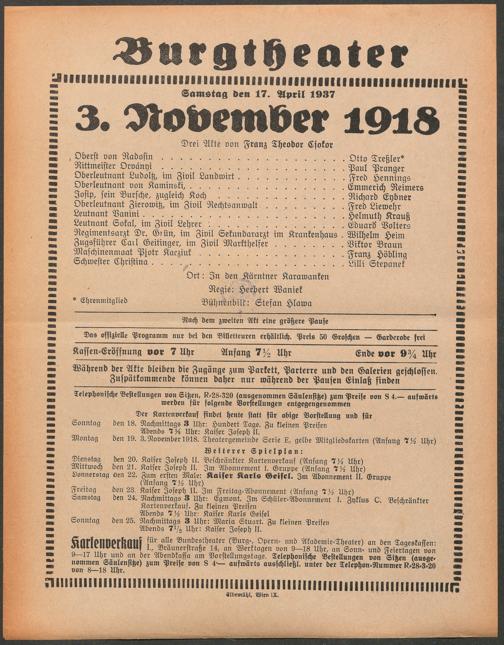 Burgtheater
Samstag den 17. April 1937
3. November 1918
Drei Akte von Franz Theodor Csokor
Oberst von Radosin . . . . . . . . . . . . . . . . . . Otto Treßler*
Rittmeister Orványi . . . . . . . . . . . . . . . . . . Paul Pranger
Oberleutnant Ludoltz, im Zivil Landwirt . . . . . . . . Fred Hennings
Oberleutnant von Kaminski . . . . . . . . . . . . . . Emmerich Reimers
Josip, sein Bursche, zugleich Koch . . . . . . . . . . Richard Eybner
Oberleutnant Zierowitz, im Zivil Rechtsanwalt . . . . . Fred Liewehr
Leutnant Vanini . . . . . . . . . . . . . . . . . . . Helmuth Krauß
Leutnant Sokal, im Zivil Lehrer . . . . . . . . . . . Eduard Volters
Regimentsarzt Dr. Grün, im Zivil Sekundararzt im Krankenhaus . Wilhelm Heim
Zugsführer Carl Geitinger, im Zivil Markthelfer . . . . Viktor Braun
Maschinenmaat Pjotr Karziuk . . . . . . . . . . . . . Franz Höbling
Schwester Christina . . . . . . . . . . . . . . . . . Lilli Stepanek
Ort: In den Kärntner Karawanken
Regie: Herbert Waniek
* Ehrenmitglied
Bühnenbild: Stefan Hlawa
Nach dem zweiten Akt eine größere Pause
Das offizielle Programm nur bei den Billetteuren erhältlich. Preis 50 Groschen — Garderobe frei
Kassen-Eröffnung vor 7 Uhr Anfang 7½ Uhr Ende vor 9¾ Uhr
Während der Akte bleiben die Zugänge zum Parkett, Parterre und den Galerien geschlossen.
Zuspätkommende können daher nur während der Pausen Einlaß finden
Telephonische Bestellungen von Sitzen, R-28-320 (ausgenommen Säulensitze) zum Preise von S 4.— aufwärts
werden für folgende Vorstellungen entgegengenommen
Der Kartenverkauf findet heute statt für obige Vorstellung und für
Sonntag den 18. Nachmittags 3 Uhr: Hundert Tage. Zu kleinen Preisen
Abends 7½ Uhr: Kaiser Joseph II.
Montag den 19. 3. November 1918. Theatergemeinde Serie E, gelbe Mitgliedskarten (Anfang 7½ Uhr)
Weiterer Spielplan:
Dienstag den 20. Kaiser Joseph II. Beschränkter Kartenverkauf (Anfang 7½ Uhr)
Mittwoch den 21. Kaiser Joseph II. Im Abonnement I. Gruppe (Anfang 7½ Uhr)
Donnerstag den 22. Zum ersten Male: Kaiser Karls Geisel. Im Abonnement II. Gruppe
(Anfang 7½ Uhr)
Freitag den 23. Kaiser Joseph II. Im Freitag-Abonnement (Anfang 7½ Uhr)
Samstag den 24. Nachmittags 3 Uhr: Egmont. Im Schüler-Abonnement I. Zyklus C. Beschränkter
Kartenverkauf. Zu kleinen Preisen
Abends 7½ Uhr: Kaiser Karls Geisel
Sonntag den 25. Nachmittags 3 Uhr: Maria Stuart. Zu kleinen Preisen
Abends 7½ Uhr: Kaiser Joseph II.
Kartenverkauf für alle Bundestheater (Burg-, Opern- und Akademie-Theater) an den Tageskassen:
I., Bräunerstraße 14, an Werktagen von 9—18 Uhr, an Sonn- und Feiertagen von
9—17 Uhr und an der Abendkassa am Vorstellungstage. Telephonische Bestellungen von Sitzen (ausge-
nommen Säulensitze) zum Preise von S 4.— aufwärts ausschließl. unter der Telephon-Nummer R-28-3-20
von 8—18 Uhr.
Elbemühl, Wien IX.